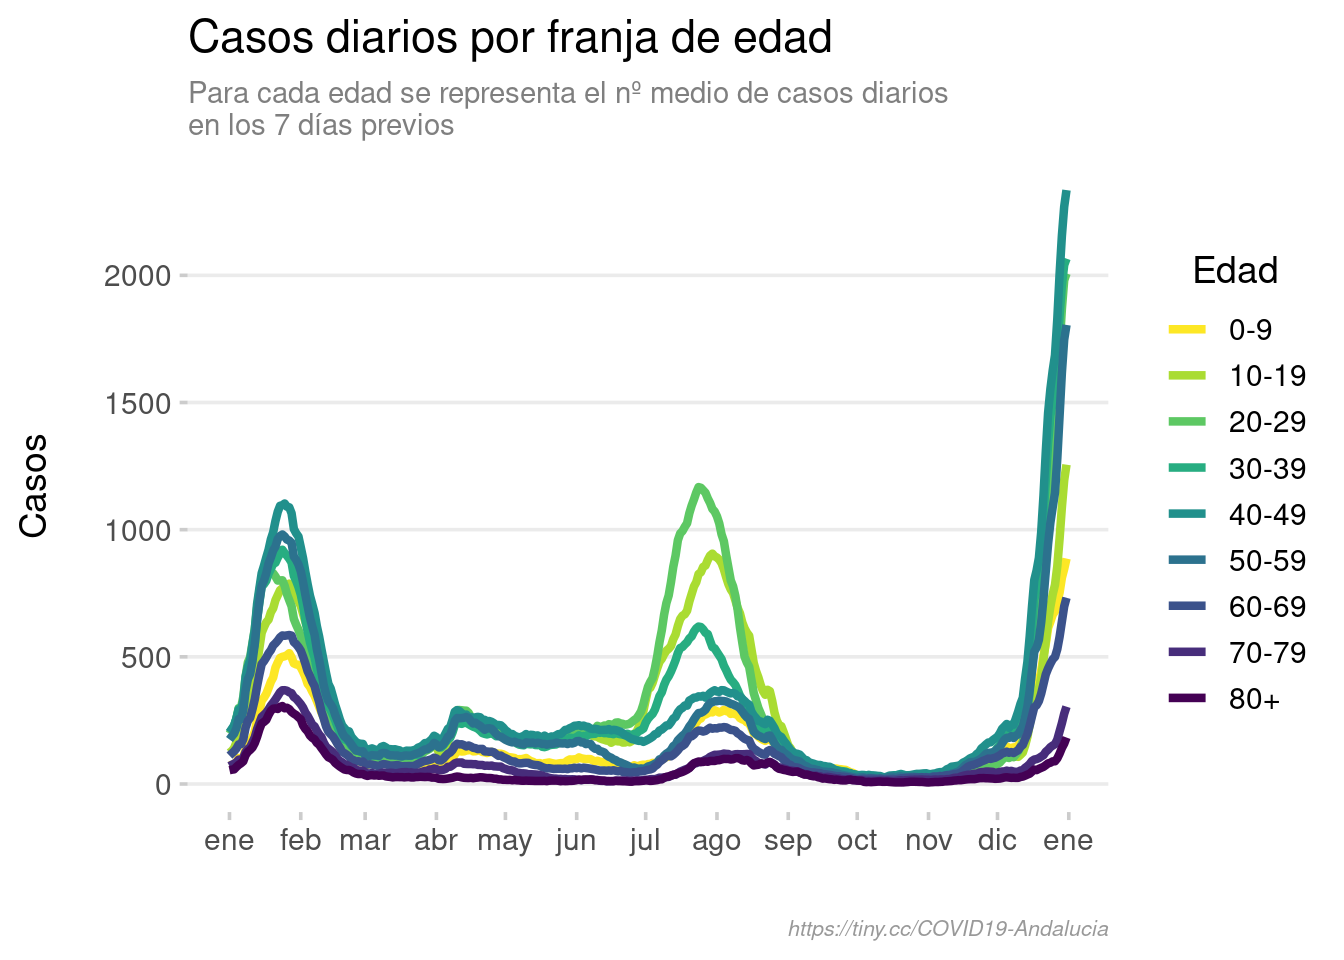 Casos diarios por franja de edad
Para cada edad se representa el nº medio de casos diarios
en los 7 días previos
Casos
2000
1500
1000
500
0
ene feb mar abr may jun jul ago sep oct nov dic ene
Edad
0-9
10-19
20-29
30-39
40-49
50-59
60-69
70-79
80+
https://tiny.cc/COVID19-Andalucia